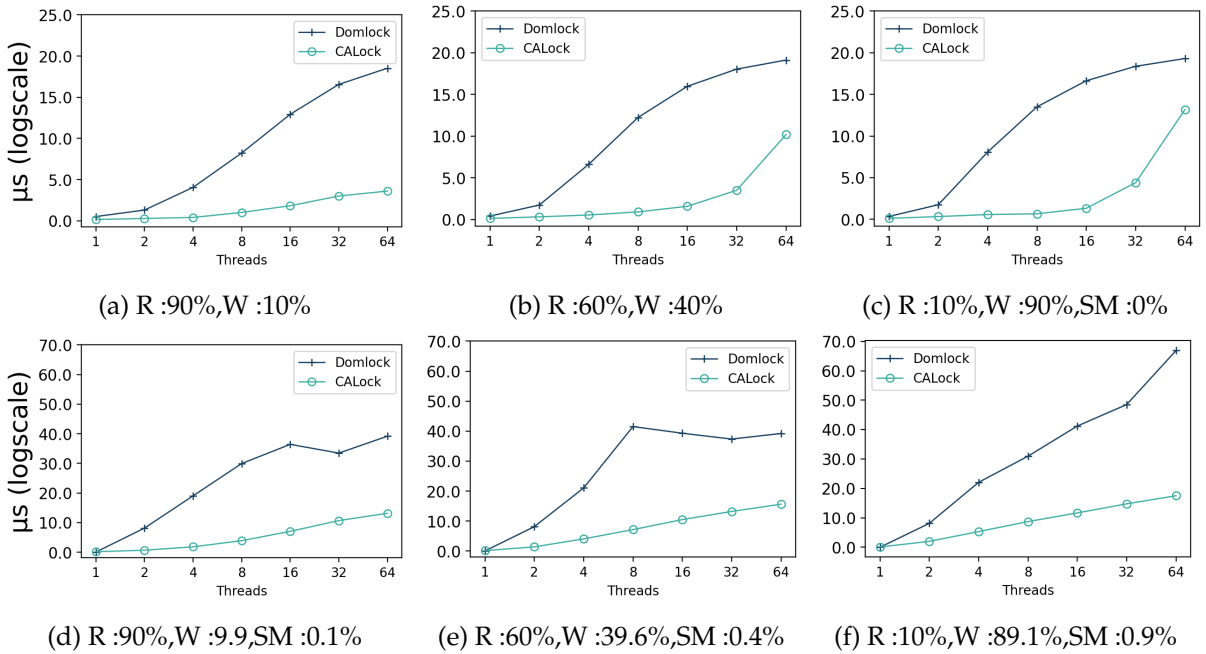 µs (logscale)
25.0
20.0
15.0
10.0
5.0
0.0
Domlock
CALock
1 2 4 8 16 32 64
Threads
(a) R :90%,W :10%
25.0
20.0
15.0
10.0
5.0
0.0
Domlock
CALock
1 2 4 8 16 32 64
Threads
(b) R :60%,W :40%
25.0
20.0
15.0
10.0
5.0
0.0
Domlock
CALock
1 2 4 8 16 32 64
Threads
(c) R :10%,W :90%,SM :0%
µs (logscale)
70.0
60.0
50.0
40.0
30.0
20.0
10.0
0.0
Domlock
CALock
1 2 4 8 16 32 64
Threads
(d) R :90%,W :9.9,SM :0.1%
70.0
60.0
50.0
40.0
30.0
20.0
10.0
0.0
Domlock
CALock
1 2 4 8 16 32 64
Threads
(e) R :60%,W :39.6%,SM :0.4%
70.0
60.0
50.0
40.0
30.0
20.0
10.0
0.0
Domlock
CALock
1 2 4 8 16 32 64
Threads
(f) R :10%,W :89.1%,SM :0.9%